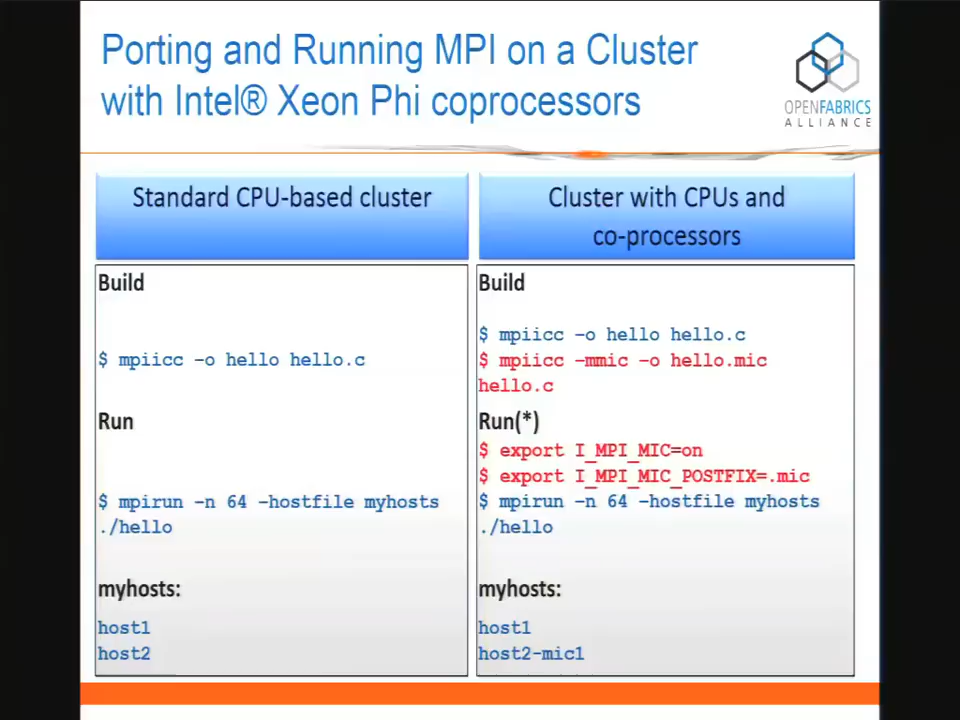 Porting and Running MPI on a Cluster
with Intel® Xeon Phi coprocessors
OPENFABRICS
ALLIANCE
Standard CPU-based cluster
Build
$ mpiicc -o hello hello.c
Run
$ mpirun -n 64 -hostfile myhosts
./hello
myhosts:
host1
host2
Cluster with CPUs and
co-processors
Build
$ mpiicc -o hello hello.c
$ mpiicc -mmic -o hello.mic
hello.c
Run(*)
$ export I_MPI_MIC=on
$ export I_MPI_MIC_POSTFIX=.mic
$ mpirun -n 64 -hostfile myhosts
./hello
myhosts:
host1
host2-mic1